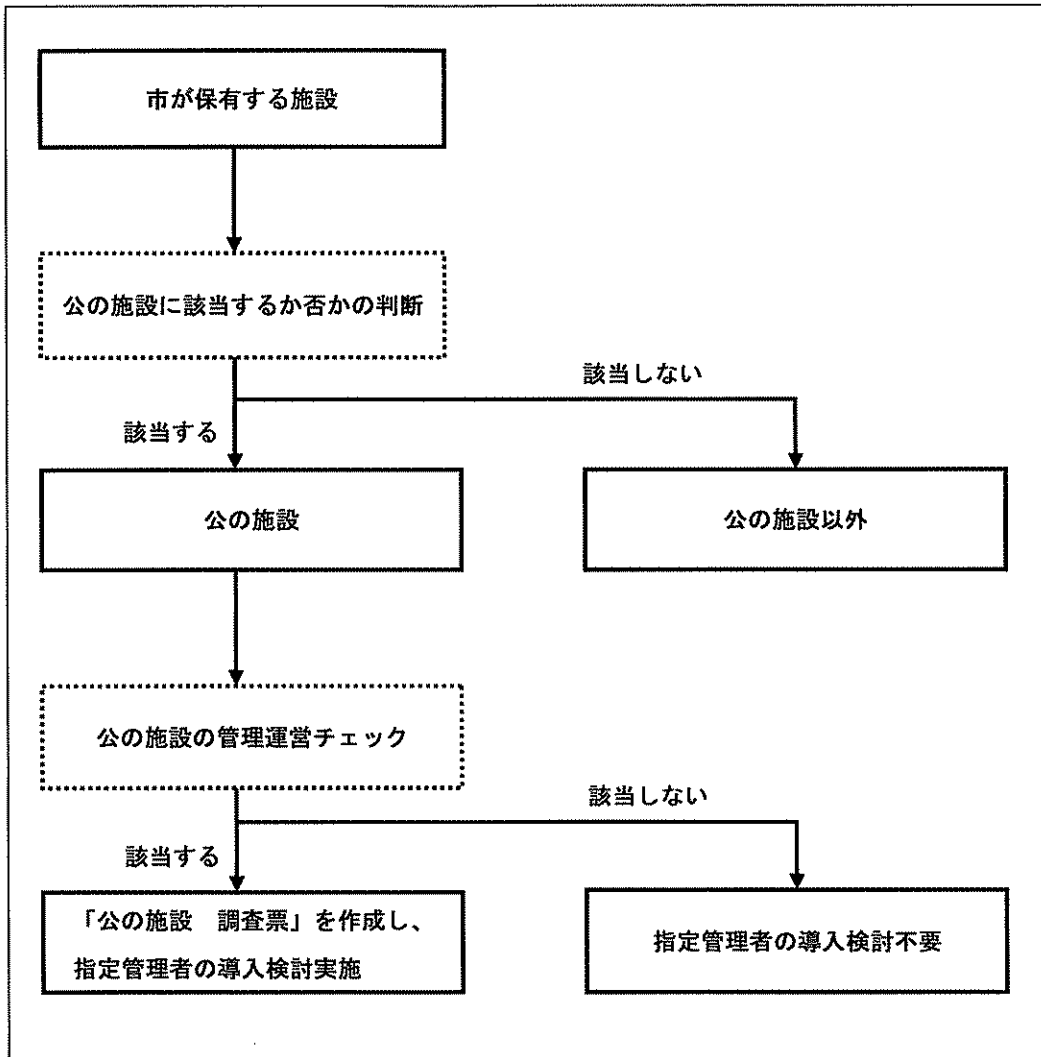 市が保有する施設
公の施設に該当するか否かの判断
該当しない
該当する
公の施設
公の施設以外
公の施設の管理運営チェック
該当しない
該当する
「公の施設　調査票」を作成し、
指定管理者の導入検討実施
指定管理者の導入検討不要